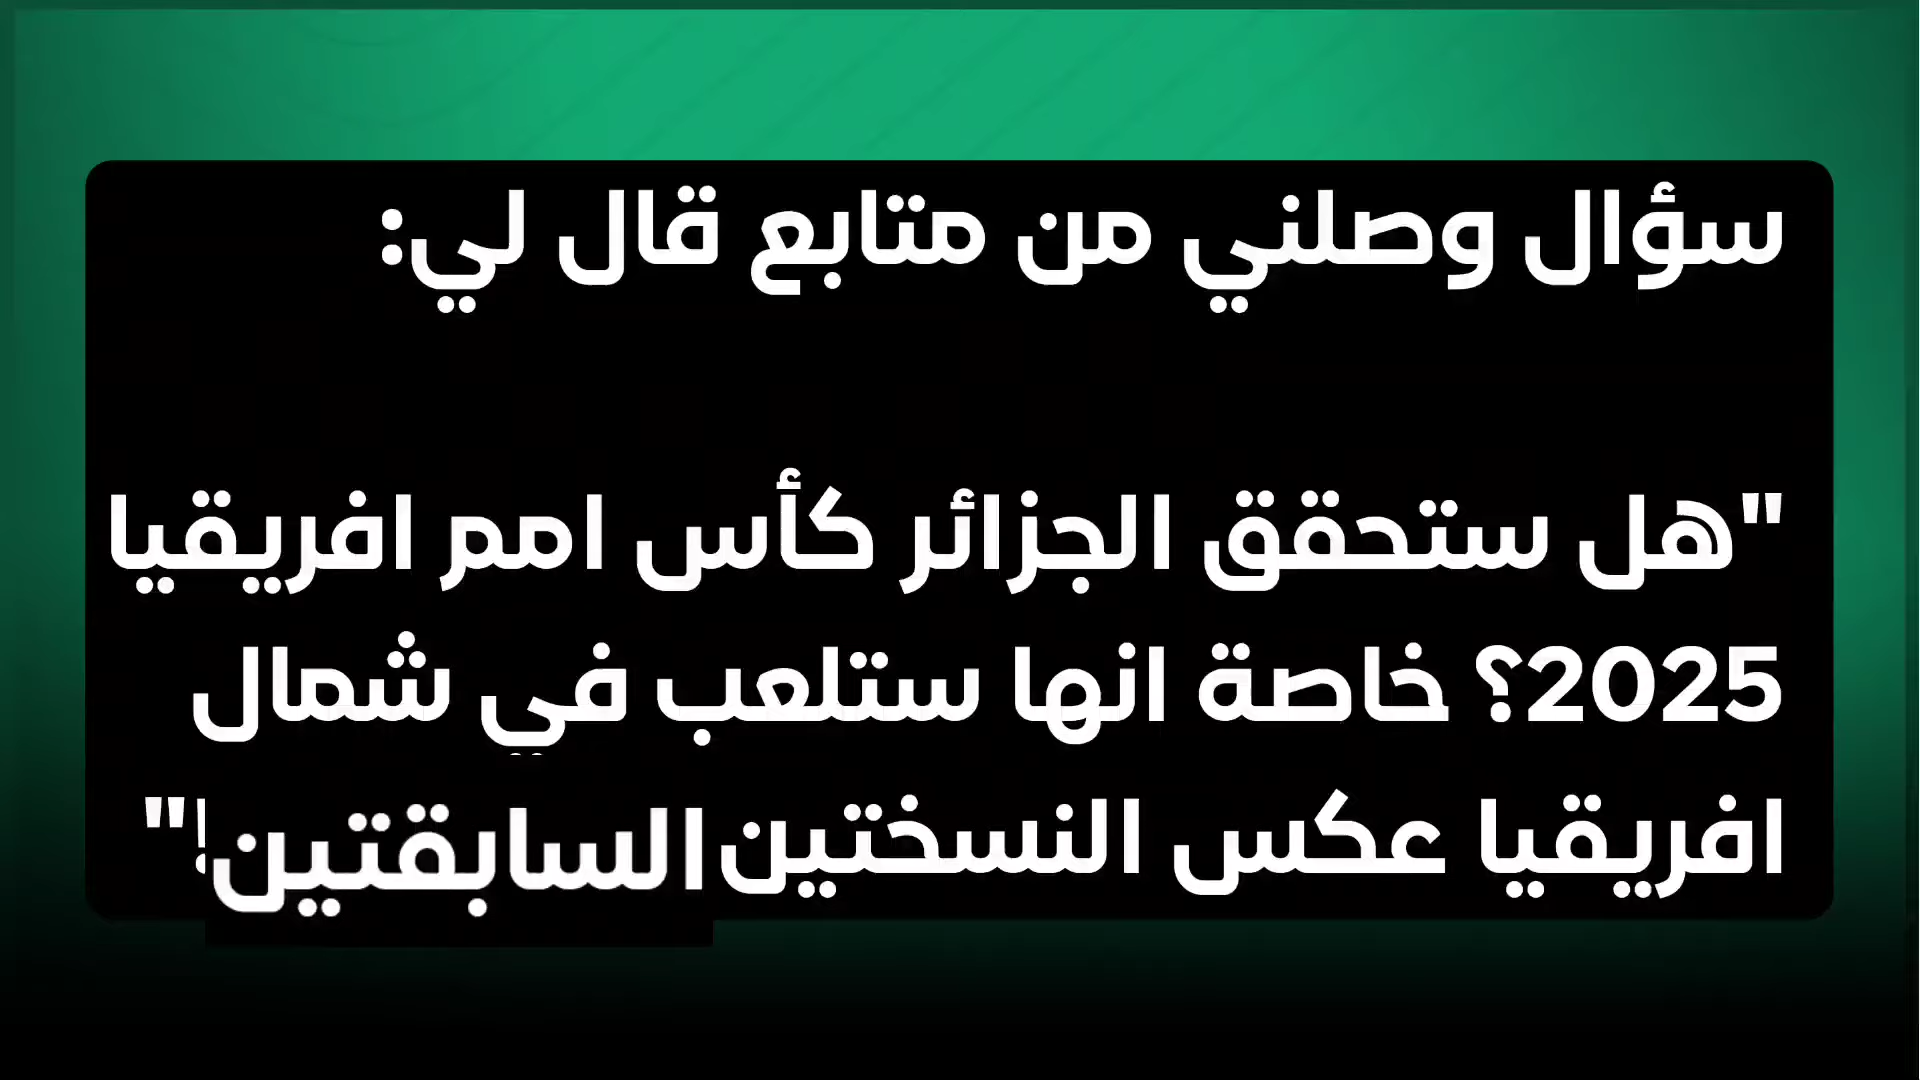 سؤال وصلني من متابع قال لي:
"هل ستحقق الجزائر كأس امم افريقيا
2025؟ خاصة انها ستلعب في شمال
افريقيا عكس النسختين السابقتين!"